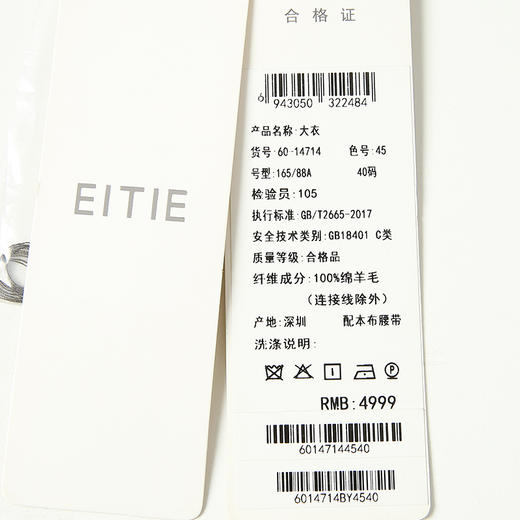 EITIE
合格证
6 943050 322484
产品名称:大衣
货号:60-14714 色号:45
号型:165/88A 40码
检验员:105
执行标准:GB/T2665-2017
安全技术类别:GB18401 C类
质量等级:合格品
纤维成分:100%绵羊毛
(连接线除外)
产地:深圳 配本布腰带
洗涤说明:
P
RMB:4999
60147144540
6014714BY4540